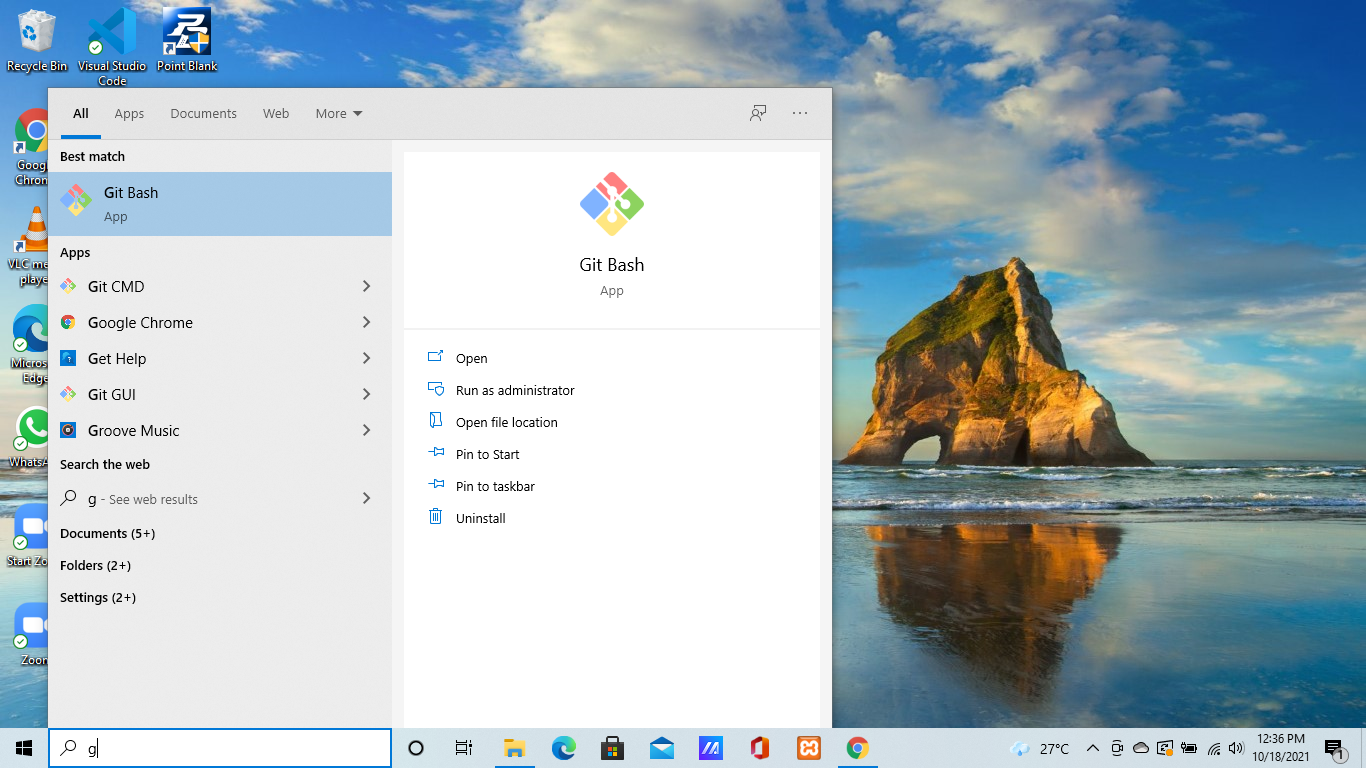 Recycle Bin
Visual Studio
Code
Point Blank
All
Apps
Documents
Web
More
Best match
Git Bash
App
Apps
Git CMD
Google Chrome
Get Help
Git GUI
Groove Music
Search the web
g - See web results
Documents (5+)
Folders (2+)
Settings (2+)
Git Bash
App
Open
Run as administrator
Open file location
Pin to Start
Pin to taskbar
Uninstall
Goog
Chron
VLC me
playe
Micros
Edge
WhatsA
Start Zo
Zoon
g
27°C
12:36 PM
10/18/2021
1